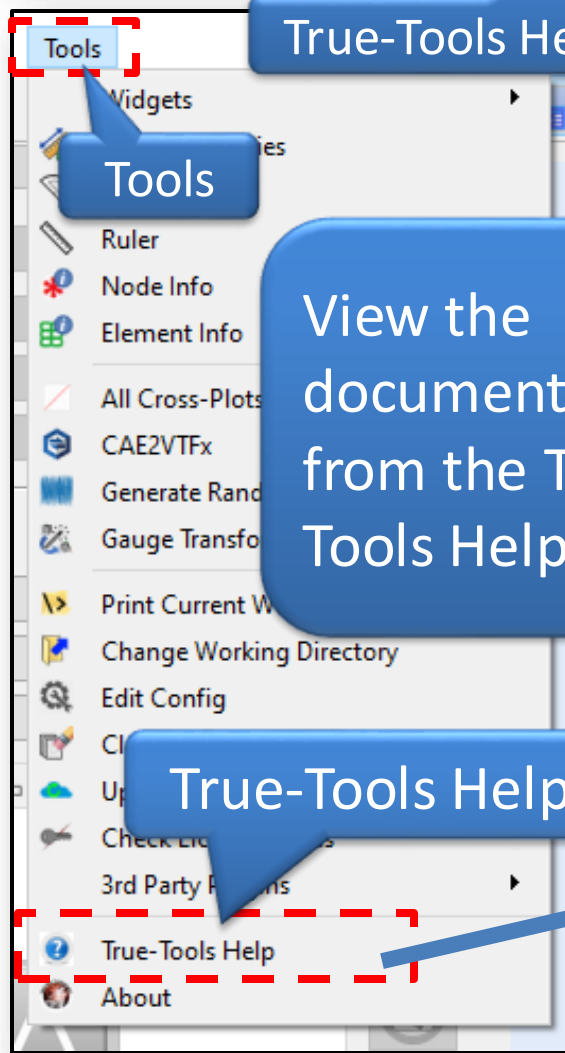 Tools
True-Tools He
Widgets
ies
Tools
Ruler
Node Info
Element Info
View the
document
from the T
Tools Help
All Cross-Plots
CAE2VTFx
Generate Rand
Gauge Transfo
Print Current W
Change Working Directory
Edit Config
Cl
True-Tools Help
Up
Check
3rd Party
True-Tools Help
About